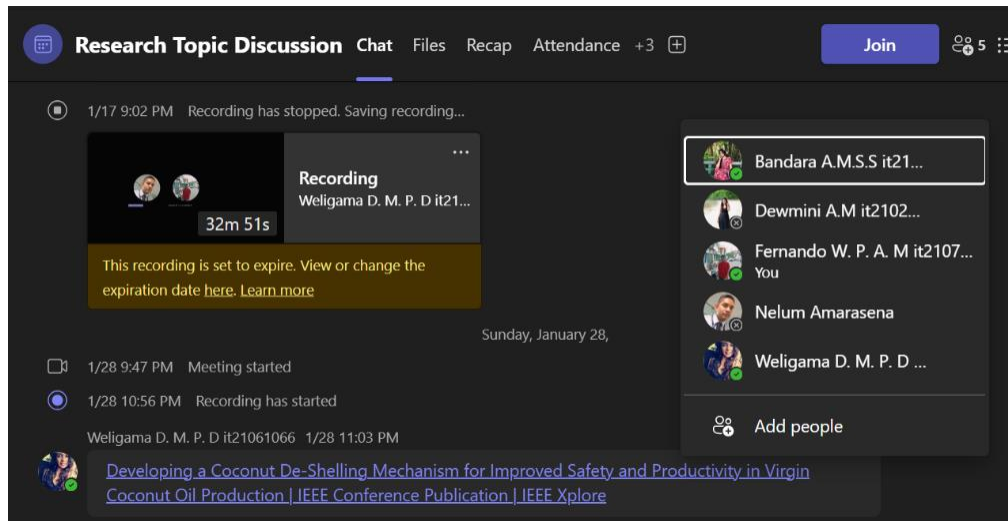 Research Topic Discussion Chat Files Recap Attendance +3 Join 5
1/17 9:02 PM Recording has stopped. Saving recording...
Recording
Weligama D. M. P. D it21...
32m 51s
This recording is set to expire. View or change the
expiration date here. Learn more
Sunday, January 28,
1/28 9:47 PM Meeting started
1/28 10:56 PM Recording has started
Weligama D. M. P. D it21061066 1/28 11:03 PM
Developing a Coconut De-Shelling Mechanism for Improved Safety and Productivity in Virgin
Coconut Oil Production | IEEE Conference Publication | IEEE Xplore
Bandara A.M.S.S it21...
Dewmini A.M it2102...
Fernando W. P. A. M it2107...
You
Nelum Amarasena
Weligama D. M. P. D ...
Add people